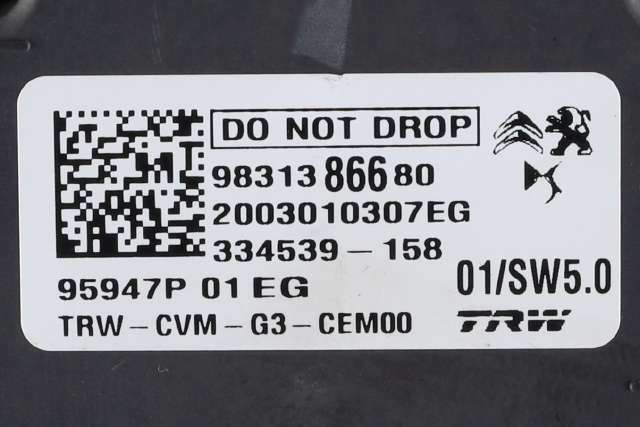 DO NOT DROP
98313 866 80
2003010307EG
334539-158
95947P 01 EG
01/SW5.0
TRW-CVM-G3-CEM00
TRW